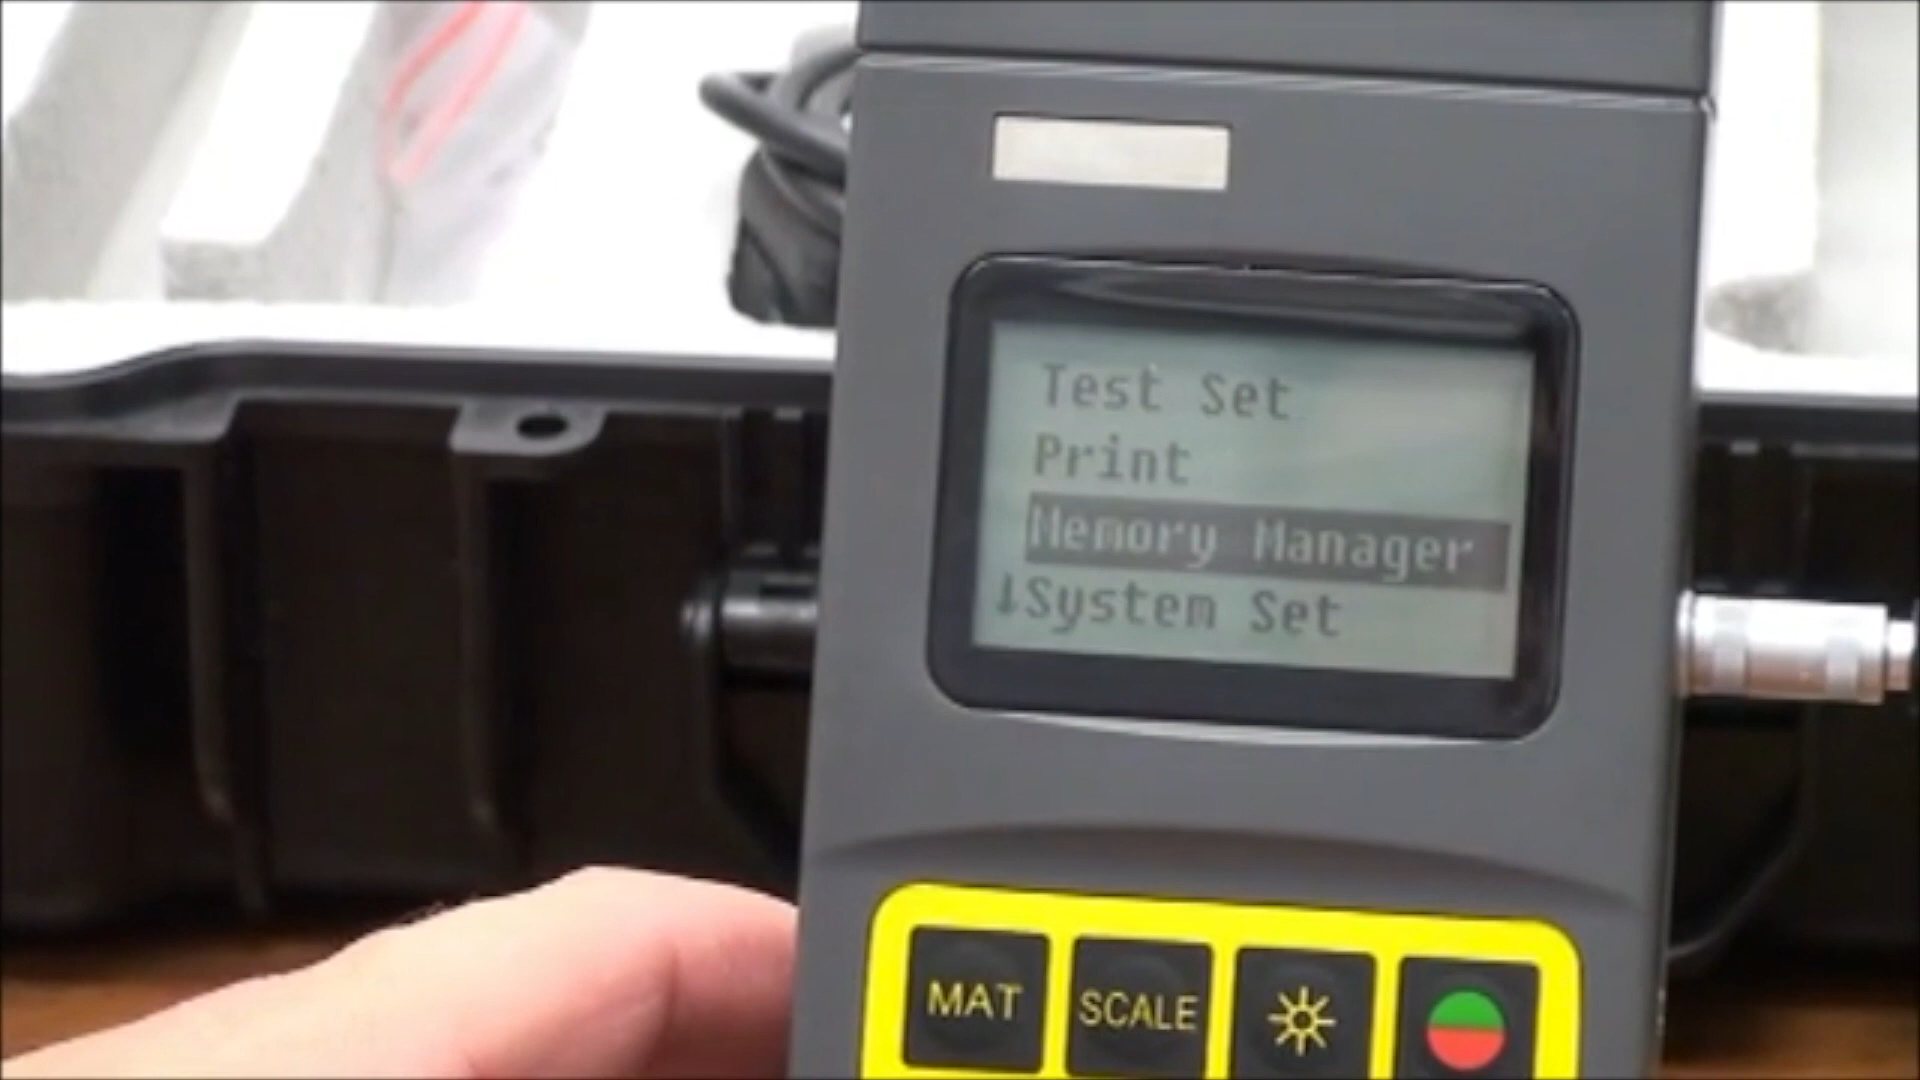 Test Set
Print
Memory Manager
↓System Set
MAT SCALE